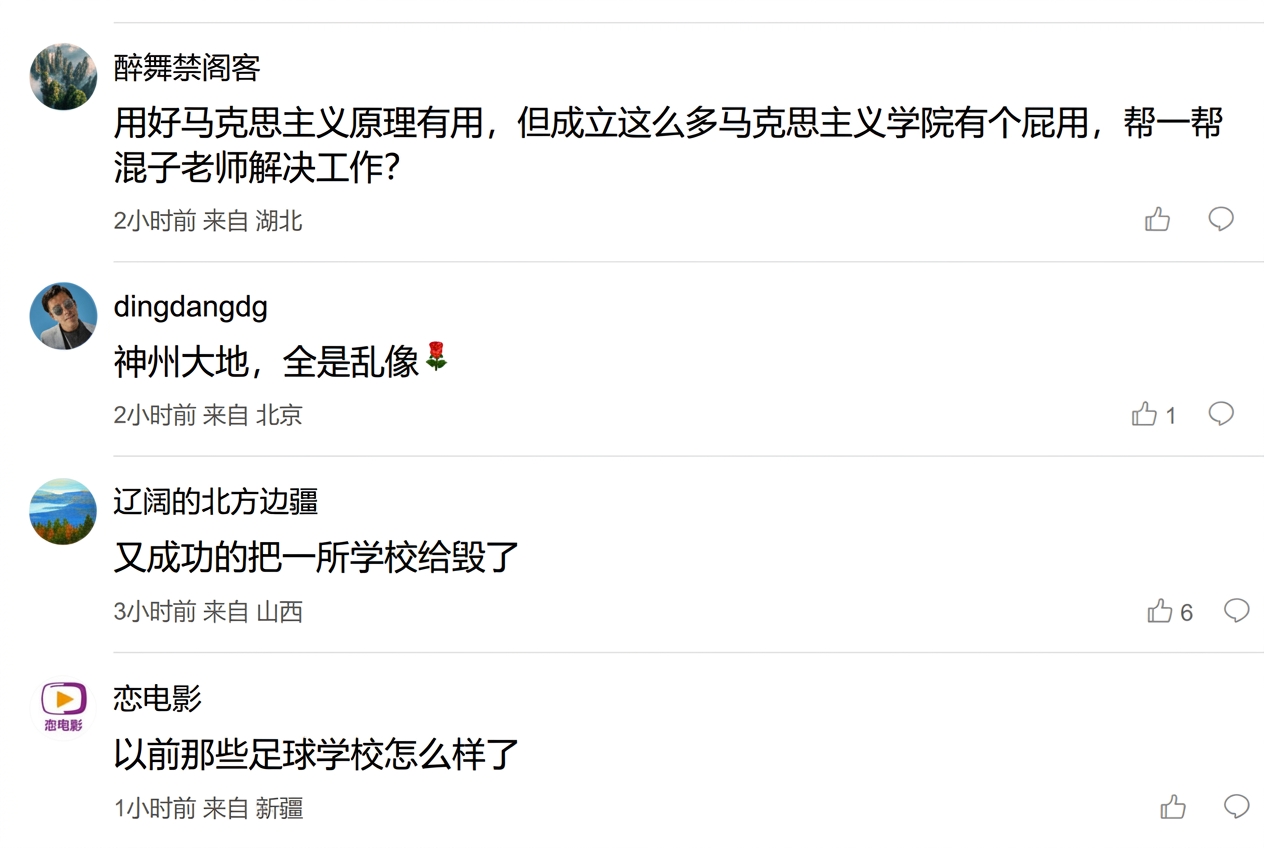 醉舞禁阁客
用好马克思主义原理有用，但成立这么多马克思主义学院有个屁用，帮一帮
混子老师解决工作？
2小时前 来自 湖北
dingdangdg
神州大地，全是乱像🌹
2小时前 来自 北京
1
辽阔的北方边疆
又成功的把一所学校给毁了
3小时前 来自 山西
6
恋电影
恋电影
以前那些足球学校怎么样了
1小时前 来自 新疆